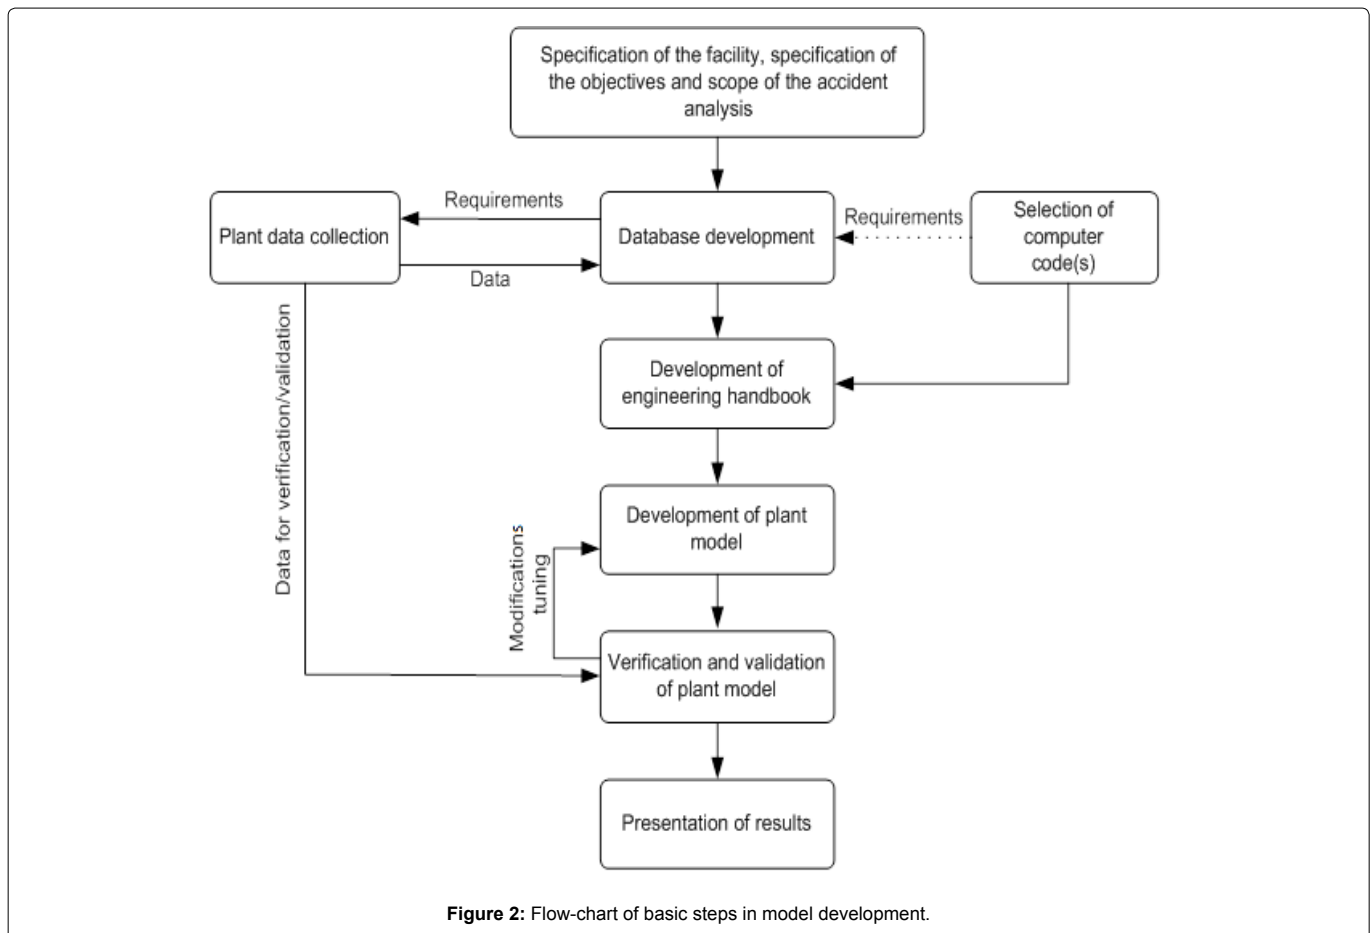 Specification of the facility, specification of
the objectives and scope of the accident
analysis
Requirements
Plant data collection
Data
Database development
Requirements
Selection of
computer
code(s)
Data for verification/validation
Development of
engineering handbook
Development of plant
model
Modifications
tuning
Verification and validation
of plant model
Presentation of results
Figure 2: Flow-chart of basic steps in model development.